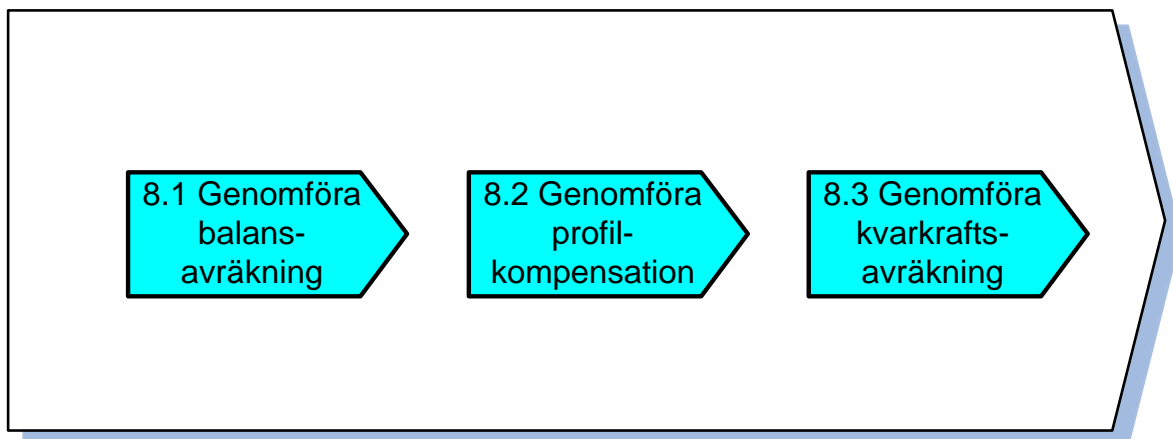 8.1 Genomföra
balans-
avräkning
8.2 Genomföra
profil-
kompensation
8.3 Genomföra
kvarkrafts-
avräkning